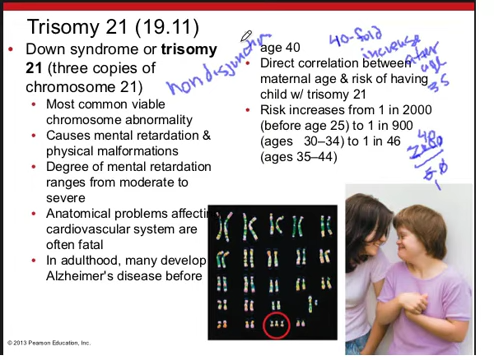 Trisomy 21 (19.11)
• Down syndrome or trisomy
21 (three copies of
chromosome 21)
nondisjunction
• Most common viable
chromosome abnormality
• Causes mental retardation &
physical malformations
• Degree of mental retardation
ranges from moderate to
severe
• Anatomical problems affecti
cardiovascular system are
often fatal
• In adulthood, many develop
Alzheimer's disease before
age 40
40-fold
increase
after
age
35
• Direct correlation between
maternal age & risk of having
child w/ trisomy 21
• Risk increases from 1 in 2000
(before age 25) to 1 in 900
(ages 30–34) to 1 in 46
(ages 35–44)
40
© 2013 Pearson Education, Inc.